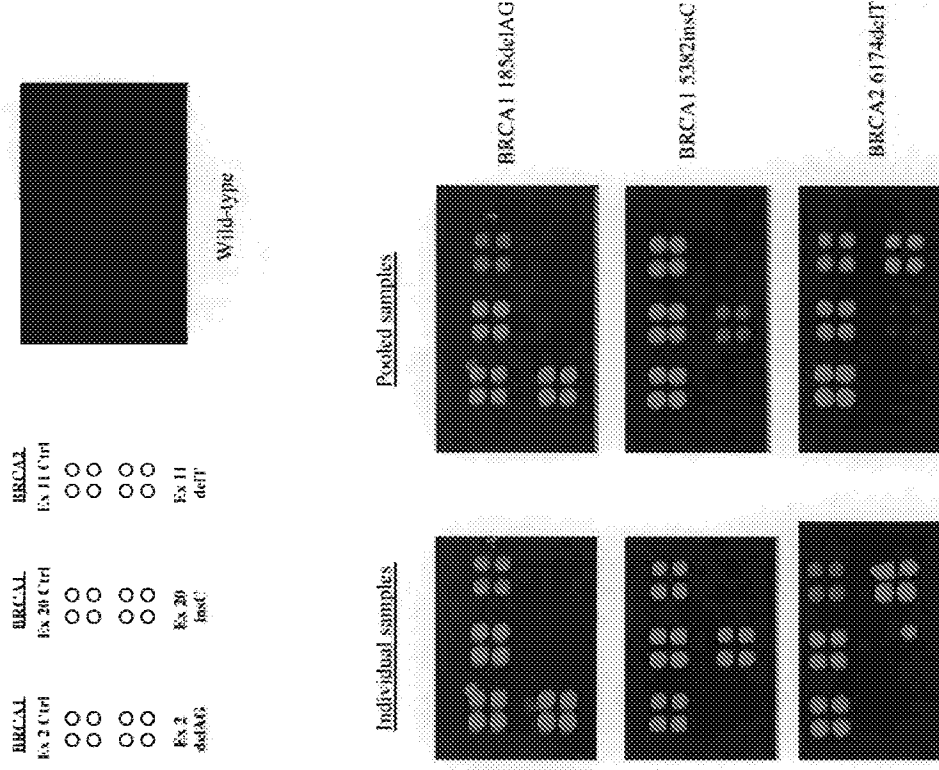 BRCA1
Ex 2 Ctrl
Ex 2
delAG
BRCA1
Ex 20 Ctrl
Ex 20
insC
BRCA2
Ex 11 Ctrl
Ex 11
delT
Wild-type
Individual samples
Pooled samples
BRCA1 185delAG
BRCA1 5382insC
BRCA2 6174delT